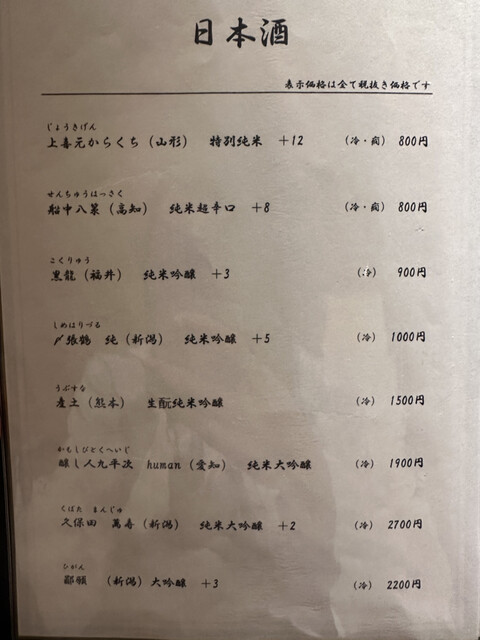 日本酒
表示価格は全て税抜き価格です
じょうきげん
上喜元からくち（山形） 特別純米 +12 （冷・燗） 800円
せんちゅうはっさく
船中八策（高知） 純米超辛口 +8 （冷・燗） 800円
こくりゅう
黒龍（福井） 純米吟醸 +3 （冷） 900円
しめはりづる
〆張鶴 純（新潟） 純米吟醸 +5 （冷） 1000円
うぶすな
産土（熊本） 生酛純米吟醸 （冷） 1500円
かもしびとくへいじ
醸し人九平次 human（愛知） 純米大吟醸 （冷） 1900円
くぼた まんじゅ
久保田 萬寿（新潟） 純米大吟醸 +2 （冷） 2700円
ひがん
鄙願 （新潟）大吟醸 +3 （冷） 2200円